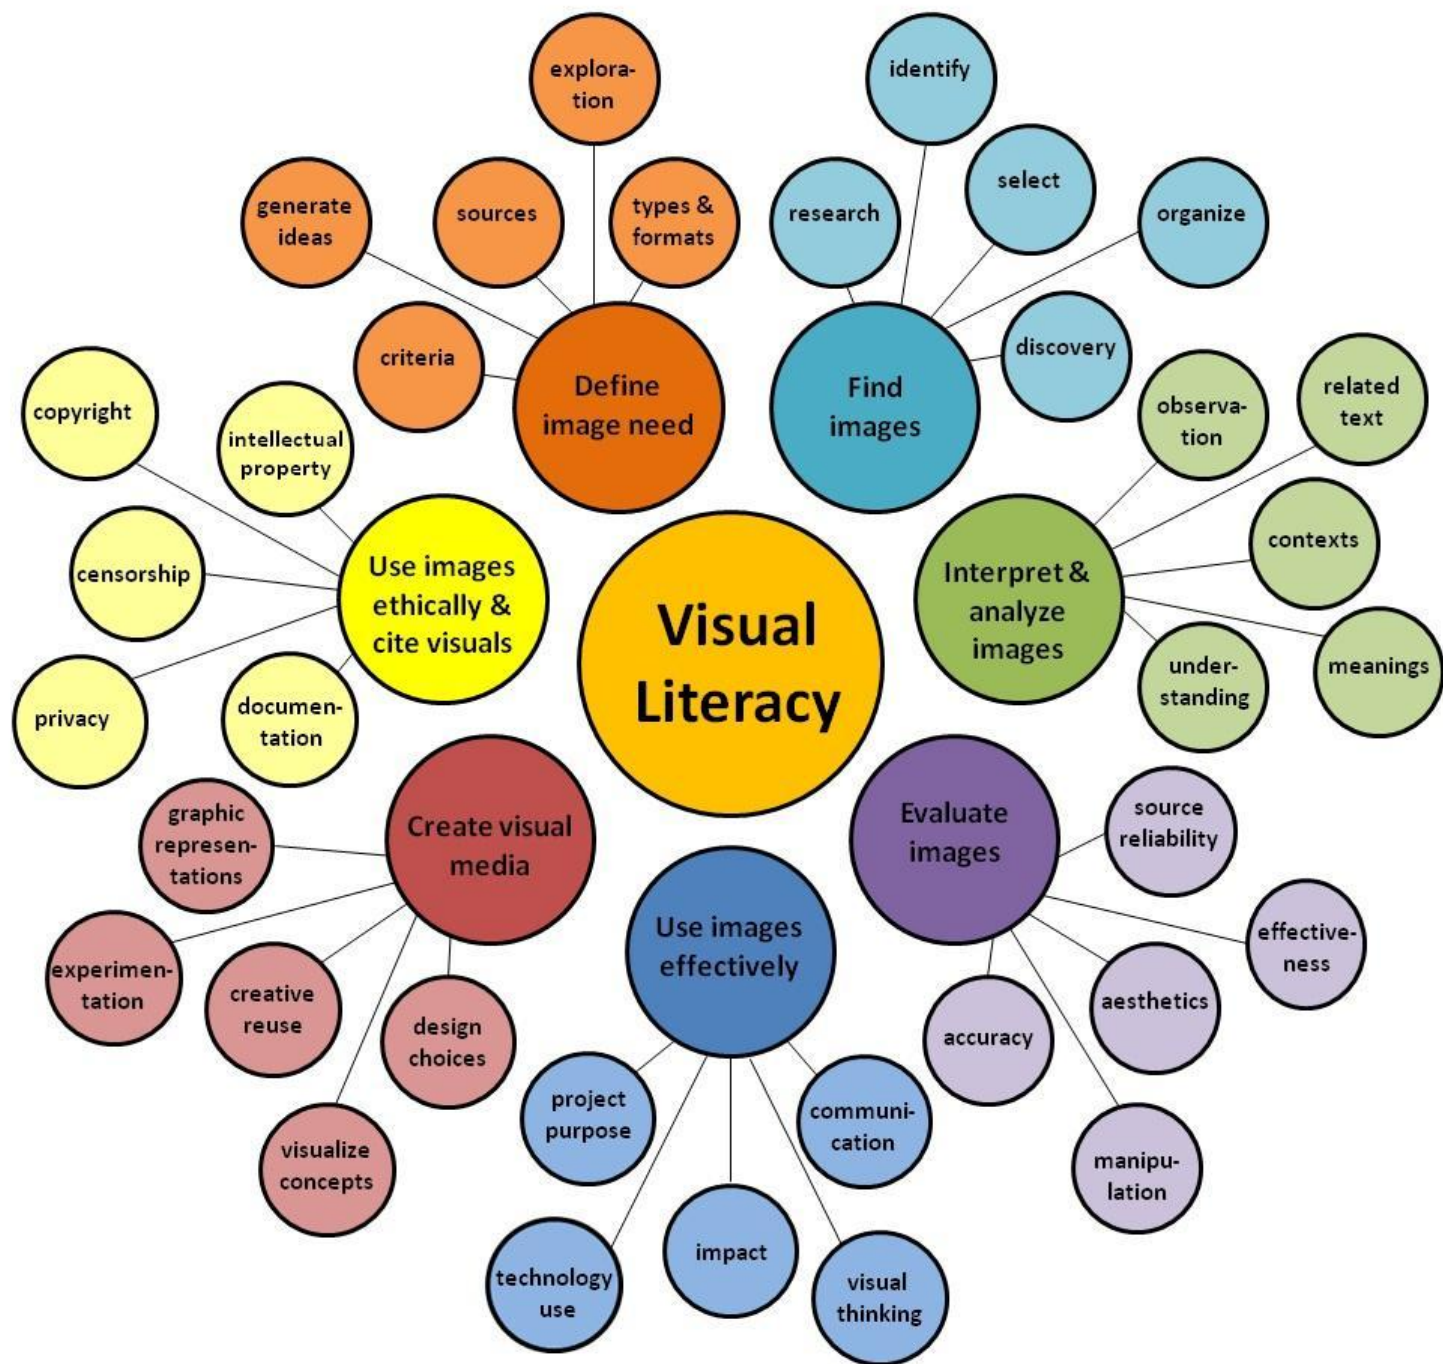 Visual
Literacy
Define
image need
explora-
tion
generate
ideas
sources
types &
formats
criteria
Find
images
identify
select
research
organize
discovery
Interpret &
analyze
images
observa-
tion
related
text
contexts
under-
standing
meanings
Evaluate
images
source
reliability
effective-
ness
aesthetics
accuracy
manipu-
lation
Use images
effectively
project
purpose
communi-
cation
technology
use
impact
visual
thinking
Create visual
media
graphic
represen-
tations
experimen-
tation
creative
reuse
design
choices
visualize
concepts
Use images
ethically &
cite visuals
copyright
intellectual
property
censorship
privacy
documen-
tation